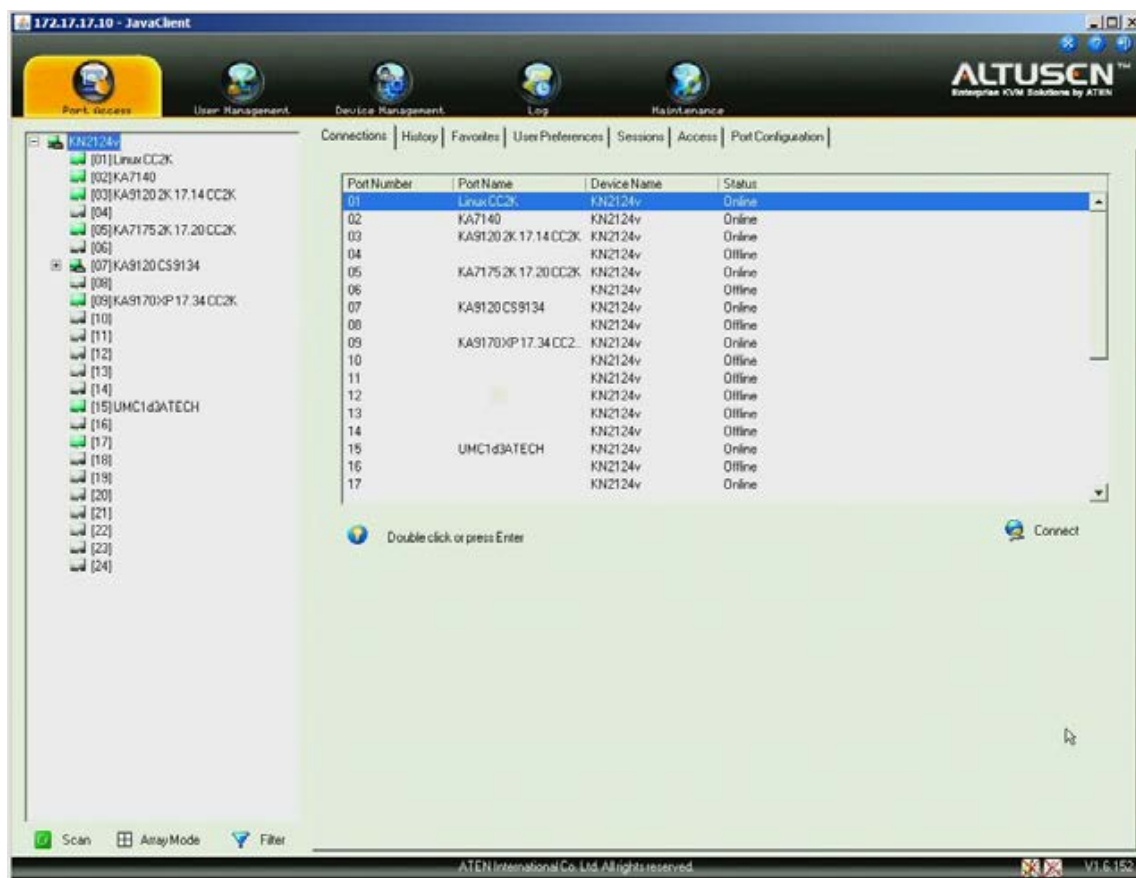 172.17.17.10 - JavaClient
ALTUSEN™
Enterprise KVM Solutions by ATEN
Port Access User Management Device Management Log Maintenance
KN2124v
[01]Linux CC2K
[02]KA7140
[03]KA9120 2K 17.14 CC2K
[04]
[05]KA7175 2K 17.20 CC2K
[06]
[07]KA9120 CS9134
[08]
[09]KA9170XP 17.34 CC2K
[10]
[11]
[12]
[13]
[14]
[15]UMC1d3ATECH
[16]
[17]
[18]
[19]
[20]
[21]
[22]
[23]
[24]
Scan Array Mode Filter
Connections History Favorites User Preferences Sessions Access Port Configuration
Port Number Port Name Device Name Status
01 Linux CC2K KN2124v Online
02 KA7140 KN2124v Online
03 KA9120 2K 17.14 CC2K KN2124v Online
04 KN2124v Offline
05 KA7175 2K 17.20 CC2K KN2124v Online
06 KN2124v Offline
07 KA9120 CS9134 KN2124v Online
08 KN2124v Offline
09 KA9170XP 17.34 CC2... KN2124v Online
10 KN2124v Offline
11 KN2124v Offline
12 KN2124v Offline
13 KN2124v Offline
14 KN2124v Offline
15 UMC1d3ATECH KN2124v Online
16 KN2124v Offline
17 KN2124v Online
Double click or press Enter
Connect
ATEN International Co. Ltd. All rights reserved.
V1.6.152